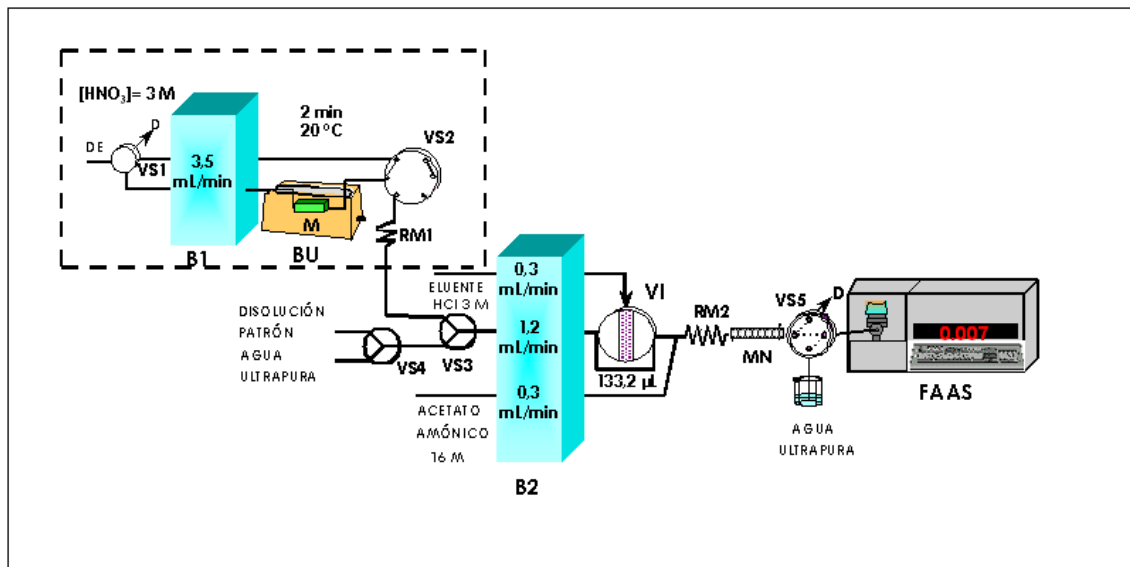 [HNO₃]= 3 M
2 min
20 ºC
D
VS2
DE
VS1
3,5
mL/min
M
RM1
B1
BU
0,3
mL/min
ELUENTE
HCl 3 M
VI
RM2
VS5
D
DISOLUCIÓN
PATRÓN
AGUA
ULTRAPURA
1,2
mL/min
0.007
VS4
VS3
133,2 µL
MN
FAAS
0,3
mL/min
ACETATO
AMÓNICO
16 M
AGUA
ULTRAPURA
B2